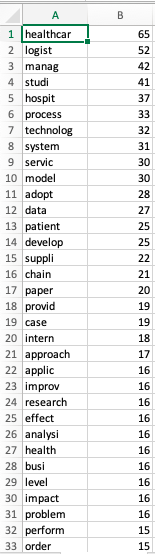 A B
1 healthcar 65
2 logist 52
3 manag 42
4 studi 41
5 hospit 37
6 process 33
7 technolog 32
8 system 31
9 servic 30
10 model 30
11 adopt 28
12 data 27
13 patient 25
14 develop 25
15 suppli 22
16 chain 21
17 paper 20
18 provid 19
19 case 19
20 intern 18
21 approach 17
22 applic 16
23 improv 16
24 research 16
25 effect 16
26 analysi 16
27 health 16
28 busi 16
29 level 16
30 impact 16
31 problem 16
32 perform 15
33 order 15